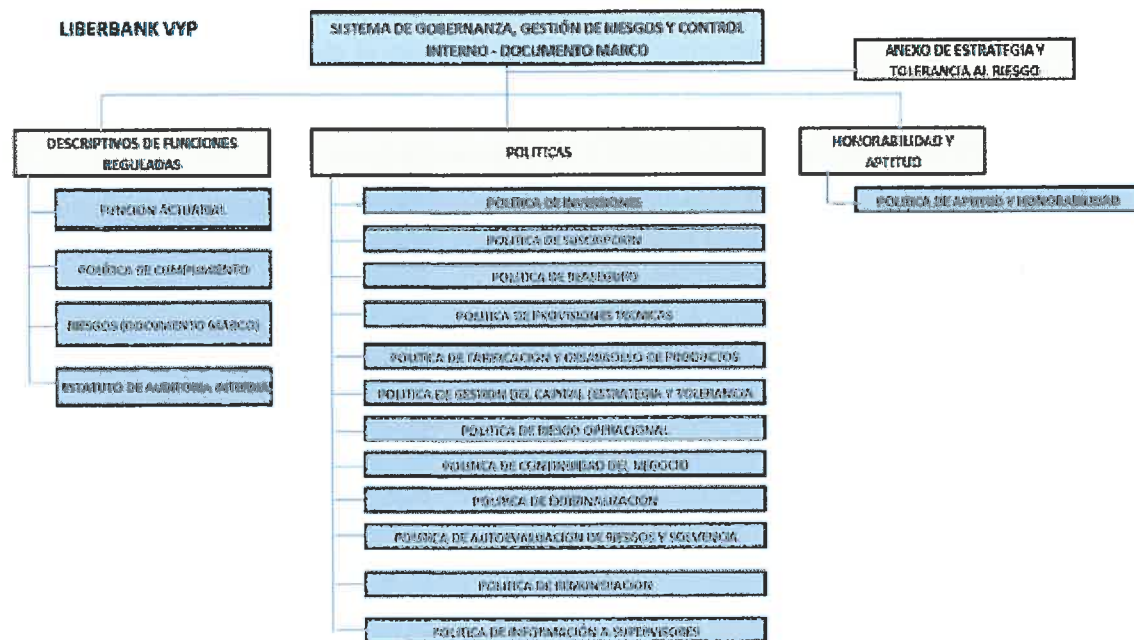 LIBERBANK VYP
SISTEMA DE GOBERNANZA, GESTIÓN DE RIESGOS Y CONTROL
INTERNO - DOCUMENTO MARCO
ANEXO DE ESTRATEGIA Y
TOLERANCIA AL RIESGO
DESCRIPTIVOS DE FUNCIONES
REGULADAS
FUNCIÓN ACTUARIAL
POLÍTICA DE CUMPLIMIENTO
RIESGOS (DOCUMENTO MARCO)
ESTATUTO DE AUDITORIA INTERNA
POLITICAS
POLÍTICA DE INVERSIONES
POLITICA DE SUSCRIPCION
POLITICA DE REASEGURO
POLITICA DE PROVISIONES TECNICAS
POLITICA DE FABRICACION Y DESARROLLO DE PRODUCTOS
POLITICA DE GESTION DEL CAPITAL (ESTRATEGIA Y TOLERANCIA
POLITICA DE RIESGO OPERACIONAL
POLITICA DE CONTINUIDAD DEL NEGOCIO
POLITICA DE EXTERNALIZACION
POLITICA DE AUTOEVALUACION DE RIESGOS Y SOLVENCIA
POLITICA DE REMUNERACION
POLITICA DE INFORMACIÓN A SUPERVISORES
HONORABILIDAD Y
APTITUD
POLITICA DE APTITUD Y HONORABILIDAD